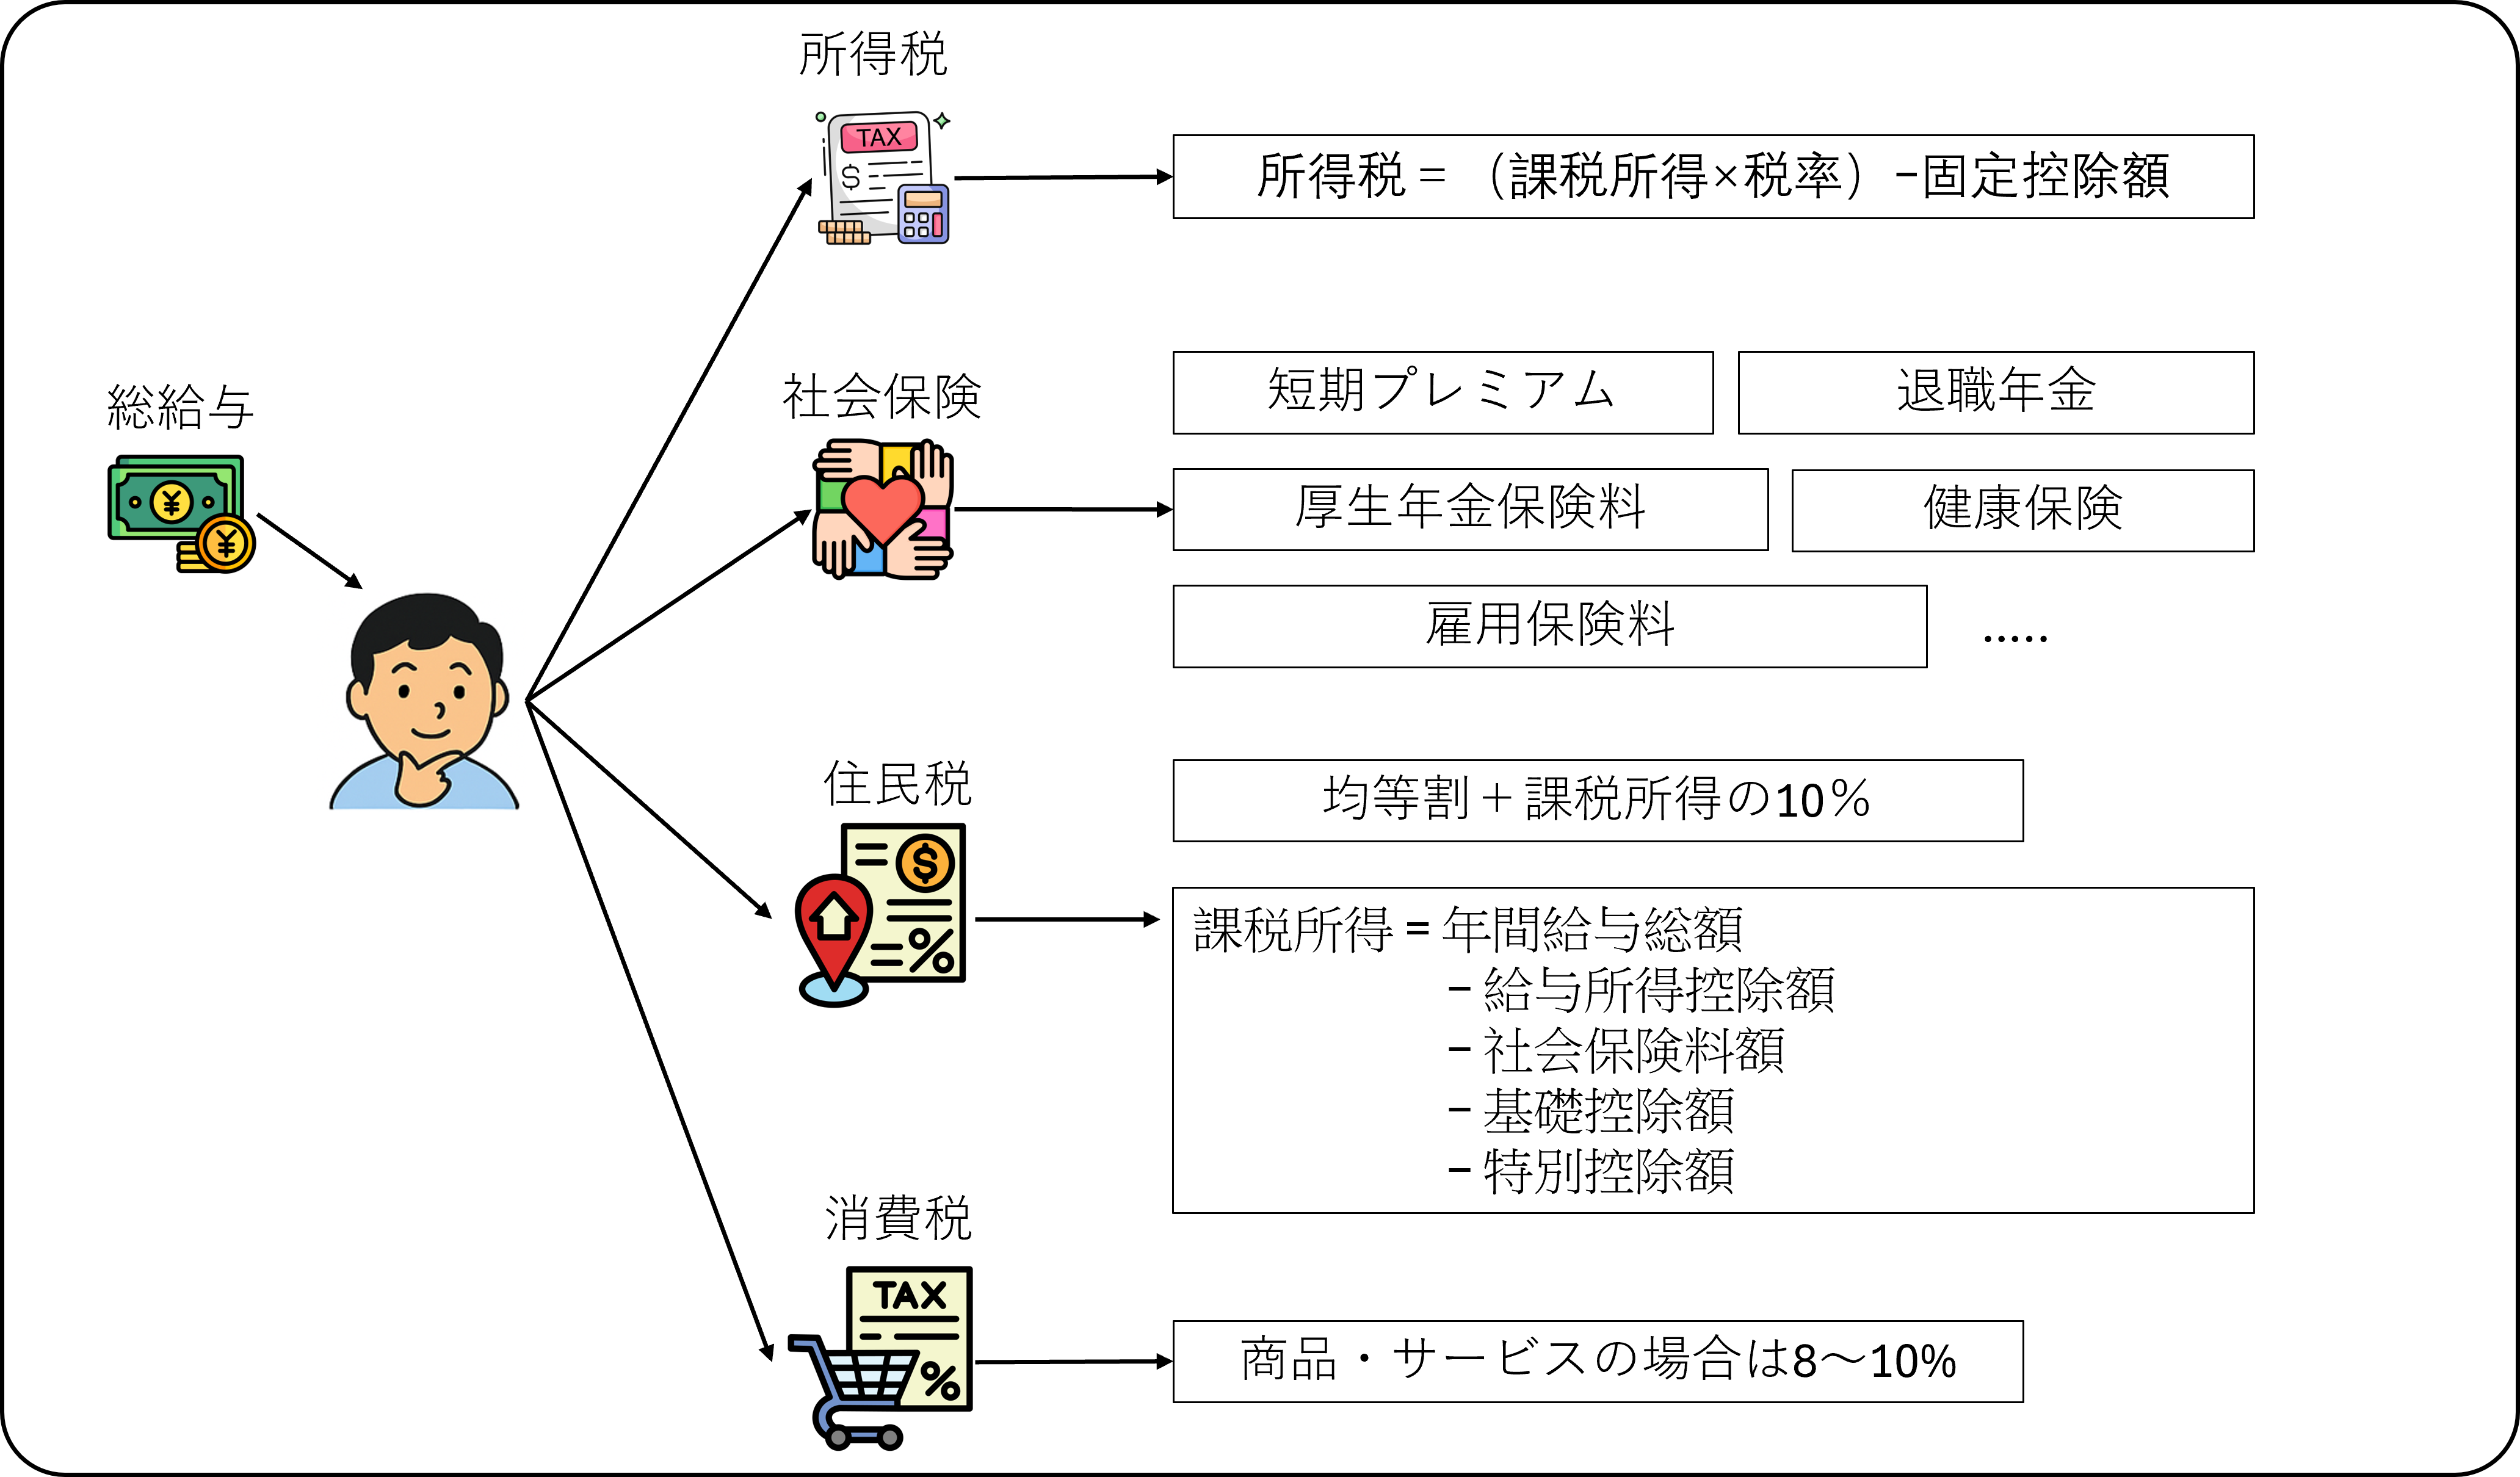 所得税
TAX
$
所得税 = （課税所得×税率）−固定控除額
総給与
¥
¥
社会保険
短期プレミアム
退職年金
厚生年金保険料
健康保険
雇用保険料
.....
住民税
$
%
均等割＋課税所得の10％
課税所得 = 年間給与総額
− 給与所得控除額
− 社会保険料額
− 基礎控除額
− 特別控除額
消費税
TAX
%
商品・サービスの場合は8～10%